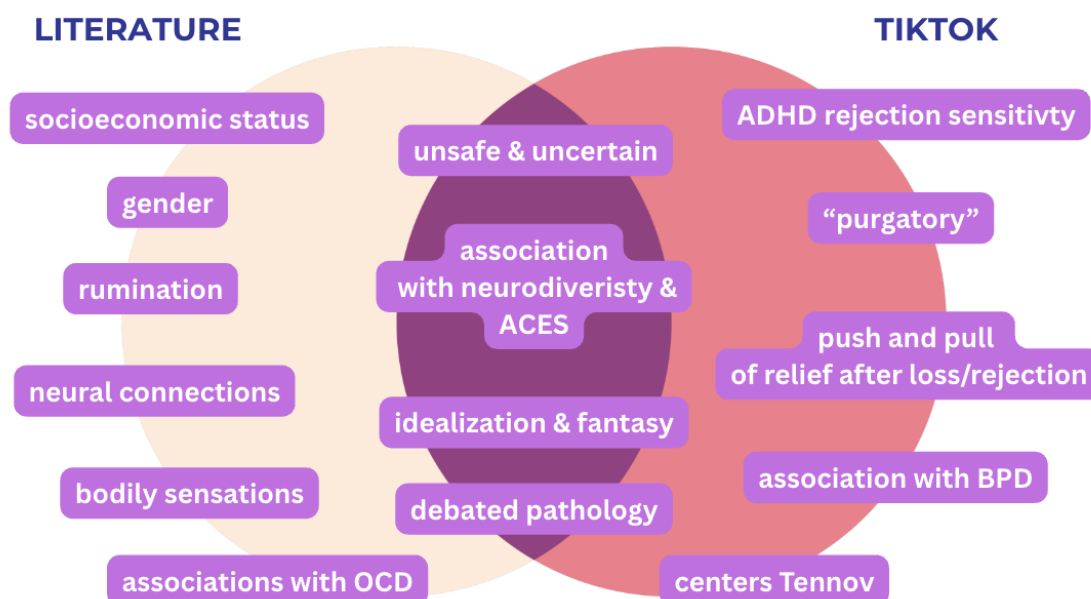 LITERATURE
TIKTOK
socioeconomic status
gender
rumination
neural connections
bodily sensations
associations with OCD
unsafe & uncertain
association
with neurodiveristy &
ACES
idealization & fantasy
debated pathology
ADHD rejection sensitivty
“purgatory”
push and pull
of relief after loss/rejection
association with BPD
centers Tennov